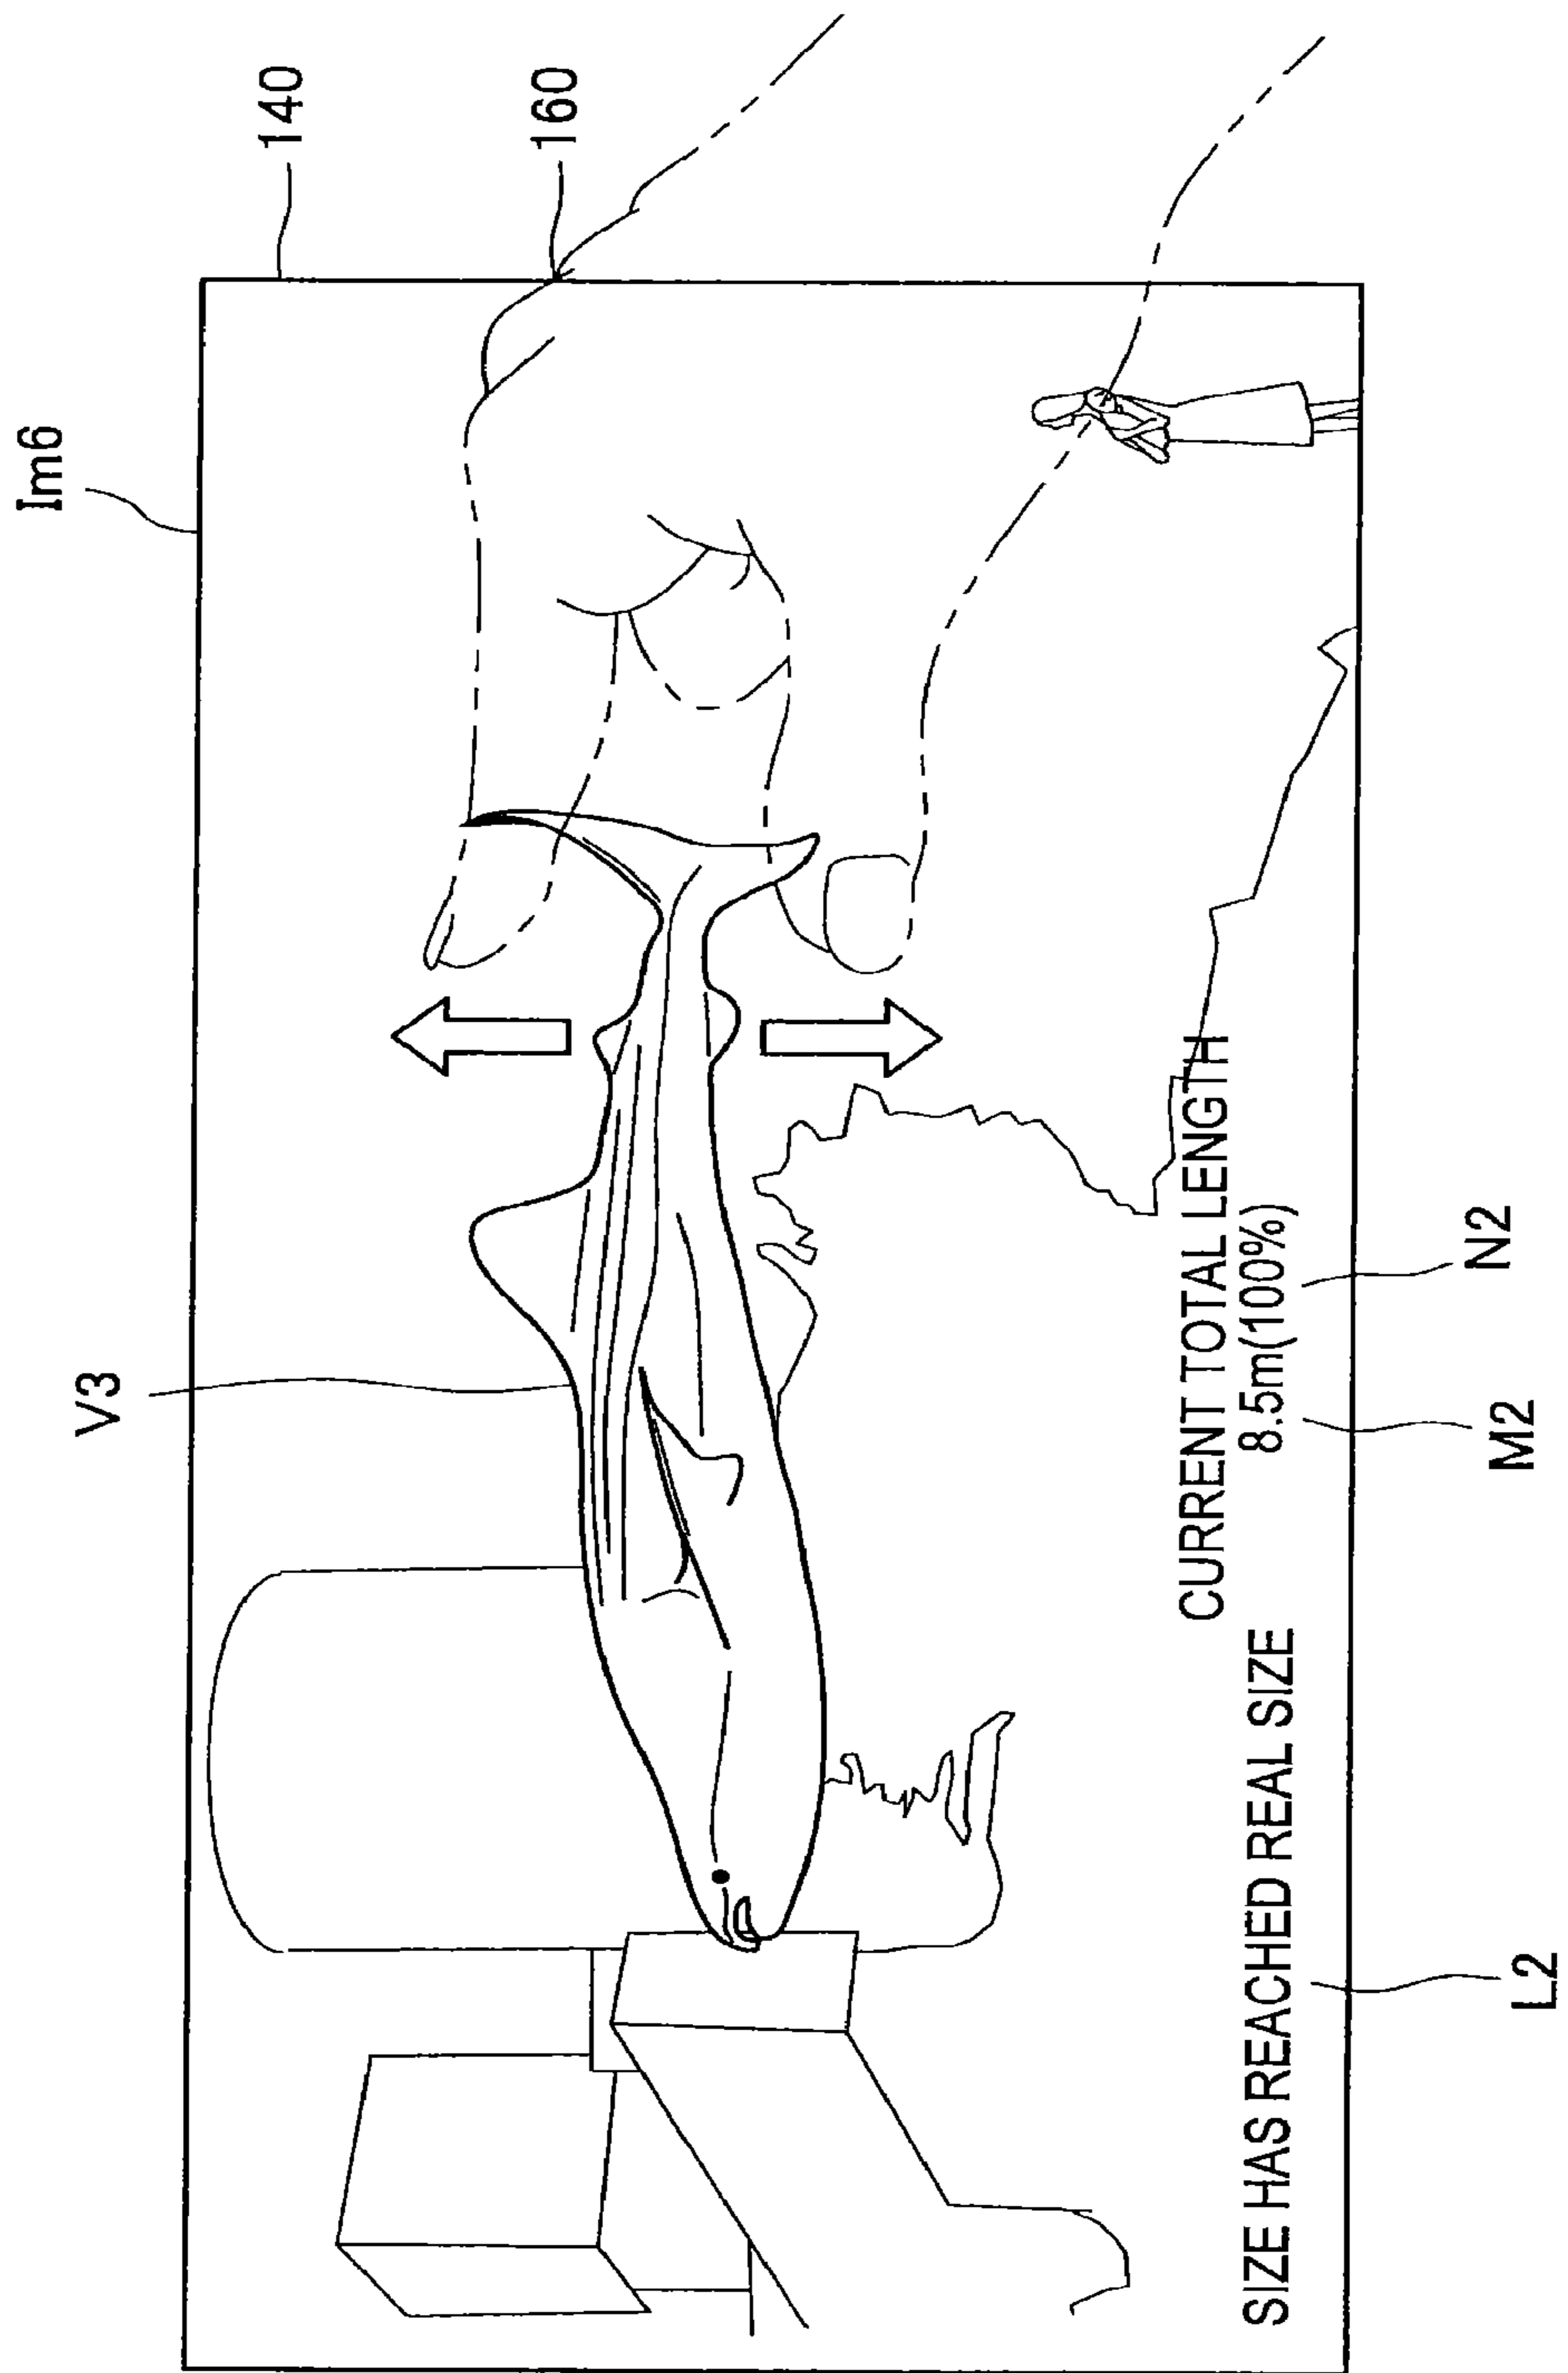 Im6
V3
140
160
CURRENT TOTAL LENGTH
SIZE HAS REACHED REAL SIZE
8.5m(100%)
L2
M2
N2